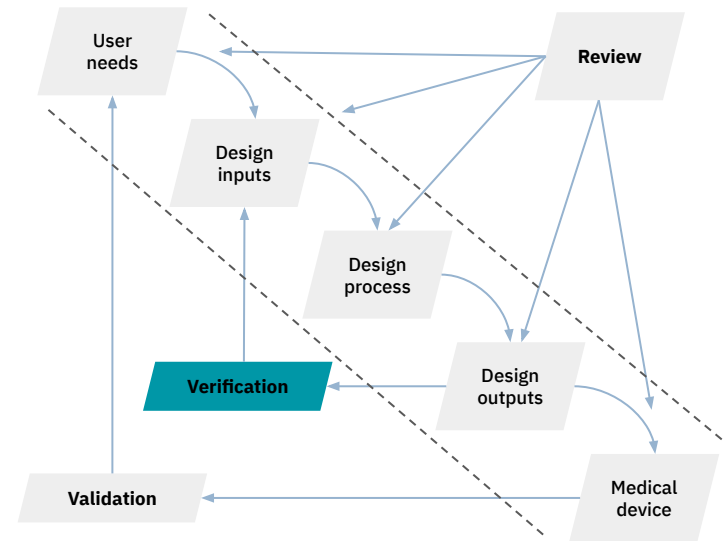 User
needs
Review
Design
inputs
Design
process
Verification
Design
outputs
Validation
Medical
device